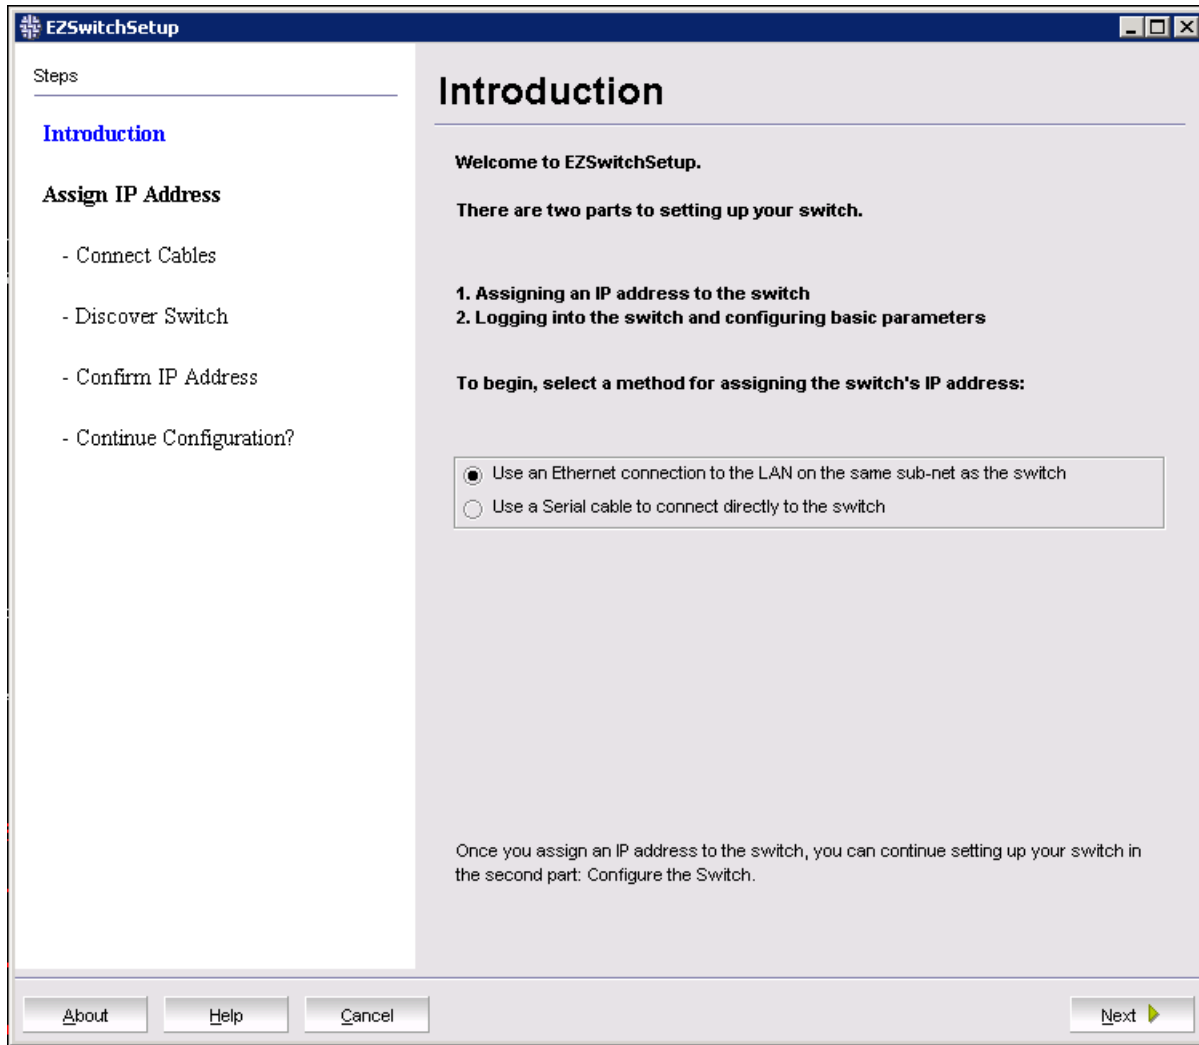 EZSwitchSetup
Steps
Introduction
Assign IP Address
- Connect Cables
- Discover Switch
- Confirm IP Address
- Continue Configuration?
Introduction
Welcome to EZSwitchSetup.
There are two parts to setting up your switch.
1. Assigning an IP address to the switch
2. Logging into the switch and configuring basic parameters
To begin, select a method for assigning the switch's IP address:
Use an Ethernet connection to the LAN on the same sub-net as the switch
Use a Serial cable to connect directly to the switch
Once you assign an IP address to the switch, you can continue setting up your switch in
the second part: Configure the Switch.
About Help Cancel Next